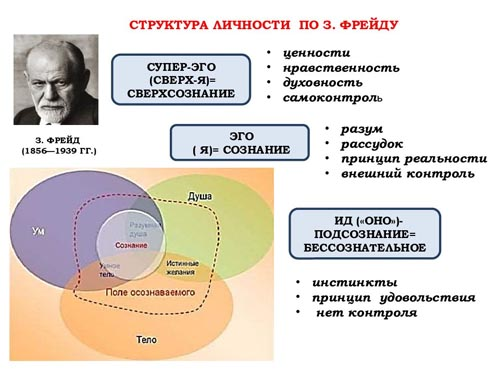 СТРУКТУРА ЛИЧНОСТИ ПО З. ФРЕЙДУ
СУПЕР-ЭГО
(СВЕРХ-Я)=
СВЕРХСОЗНАНИЕ
• ценности
• нравственность
• духовность
• самоконтроль
З. ФРЕЙД
(1856—1939 ГГ.)
ЭГО
( Я)= СОЗНАНИЕ
• разум
• рассудок
• принцип реальности
• внешний контроль
Ум
Душа
Разумная
душа
Сознание
Умное
тело
Истинные
желания
Поле осознаваемого
Тело
ИД («ОНО»)-
ПОДСОЗНАНИЕ=
БЕССОЗНАТЕЛЬНОЕ
• инстинкты
• принцип удовольствия
• нет контроля